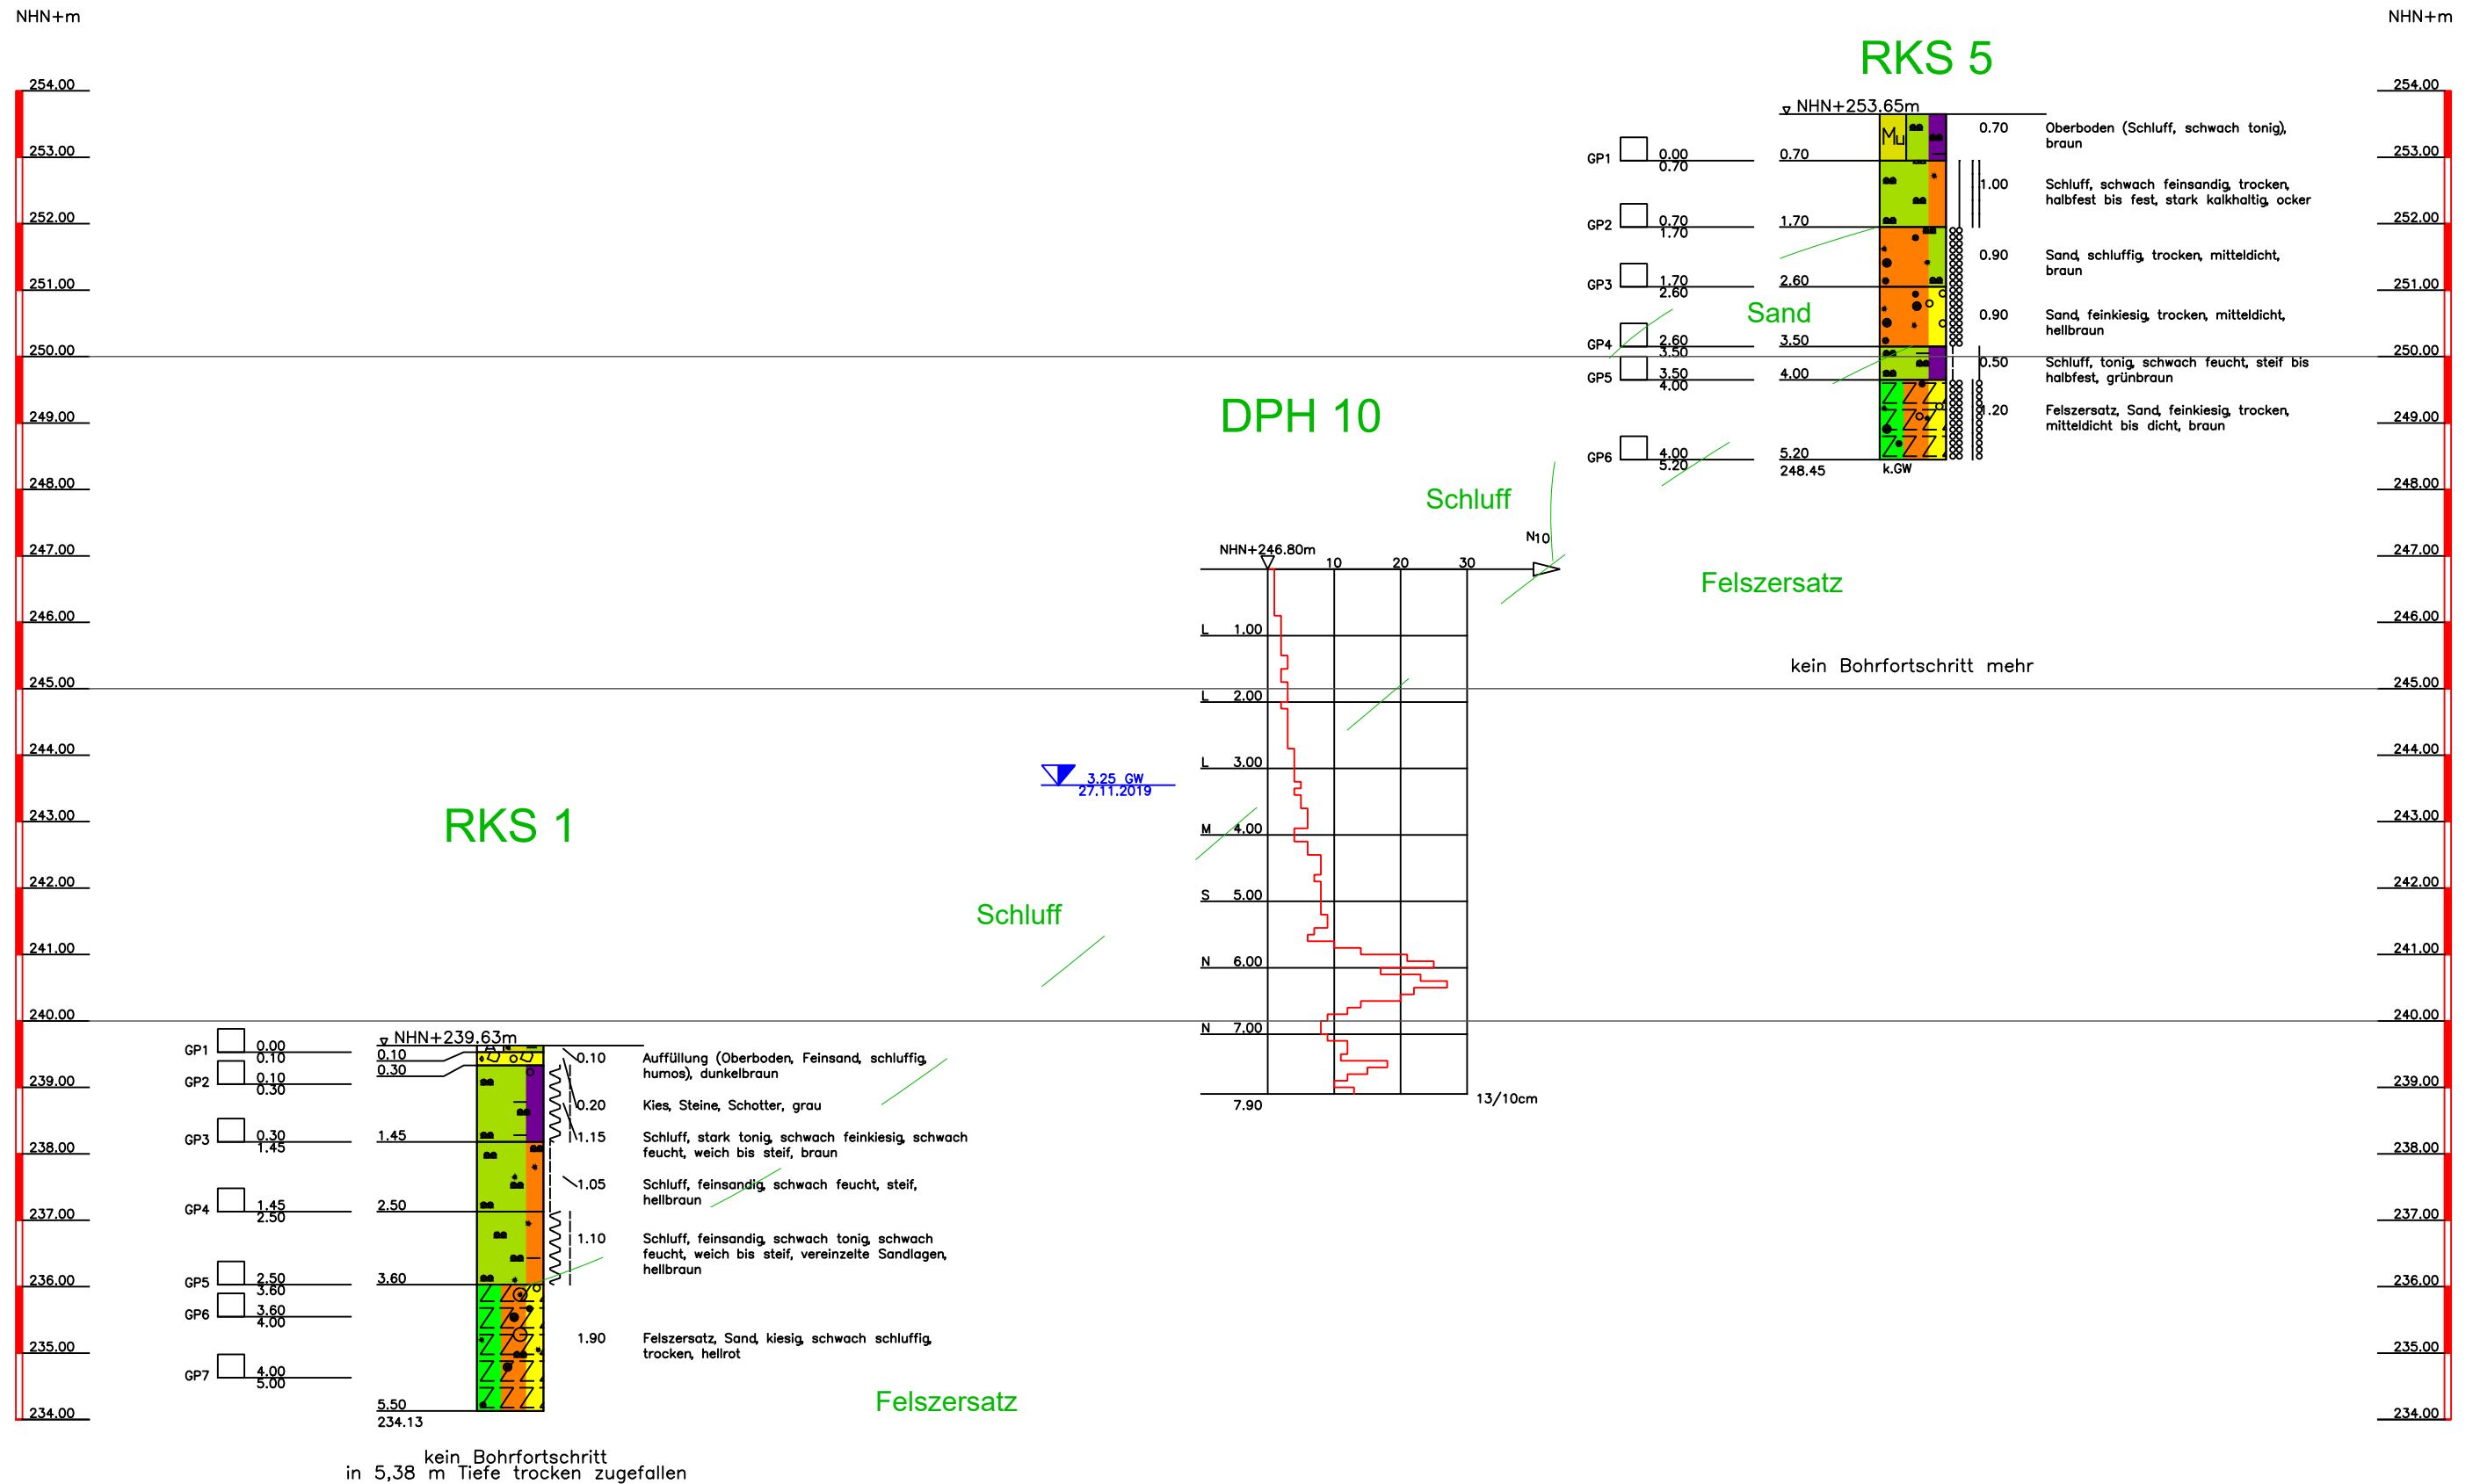 NHN+m
NHN+m
254.00
253.00
252.00
251.00
250.00
249.00
248.00
247.00
246.00
245.00
244.00
243.00
242.00
241.00
240.00
239.00
238.00
237.00
236.00
235.00
234.00
RKS 1
NHN+239.63m
GP1
0.00
0.10
GP2
0.10
0.30
GP3
0.30
1.45
GP4
1.45
2.50
GP5
2.50
3.60
GP6
3.60
4.00
GP7
4.00
5.00
0.10
0.30
1.45
2.50
3.60
5.50
234.13
A
0.10
Auffüllung (Oberboden, Feinsand, schluffig,
humos), dunkelbraun
0.20
Kies, Steine, Schotter, grau
1.15
Schluff, stark tonig, schwach feinkiesig, schwach
feucht, weich bis steif, braun
1.05
Schluff, feinsandig, schwach feucht, steif,
hellbraun
1.10
Schluff, feinsandig, schwach tonig, schwach
feucht, weich bis steif, vereinzelte Sandlagen,
hellbraun
1.90
Felszersatz, Sand, kiesig, schwach schluffig,
trocken, hellrot
kein Bohrfortschritt
in 5,38 m Tiefe trocken zugefallen
Schluff
Felszersatz
3.25 GW
27.11.2019
DPH 10
NHN+246.80m
10
20
30
N10
L 1.00
L 2.00
L 3.00
M 4.00
S 5.00
N 6.00
N 7.00
7.90
13/10cm
Schluff
Sand
Felszersatz
RKS 5
NHN+253.65m
GP1
0.00
0.70
GP2
0.70
1.70
GP3
1.70
2.60
GP4
2.60
3.50
GP5
3.50
4.00
GP6
4.00
5.20
0.70
1.70
2.60
3.50
4.00
5.20
248.45
Mu
k.GW
0.70
Oberboden (Schluff, schwach tonig),
braun
1.00
Schluff, schwach feinsandig, trocken,
halbfest bis fest, stark kalkhaltig, ocker
0.90
Sand, schluffig, trocken, mitteldicht,
braun
0.90
Sand, feinkiesig, trocken, mitteldicht,
hellbraun
0.50
Schluff, tonig, schwach feucht, steif bis
halbfest, grünbraun
1.20
Felszersatz, Sand, feinkiesig, trocken,
mitteldicht bis dicht, braun
kein Bohrfortschritt mehr
254.00
253.00
252.00
251.00
250.00
249.00
248.00
247.00
246.00
245.00
244.00
243.00
242.00
241.00
240.00
239.00
238.00
237.00
236.00
235.00
234.00